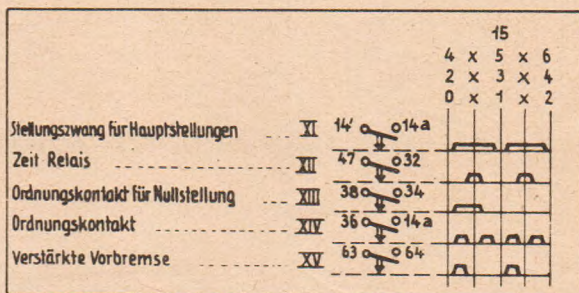 15
4 x 5 x 6
2 x 3 x 4
0 x 1 x 2
Stellungszwang für Hauptstellungen XI 14' 14a
Zeit Relais XII 47 32
Ordnungskontakt für Nullstellung XIII 38 34
Ordnungskontakt XIV 36 14a
Verstärkte Vorbremse XV 63 64